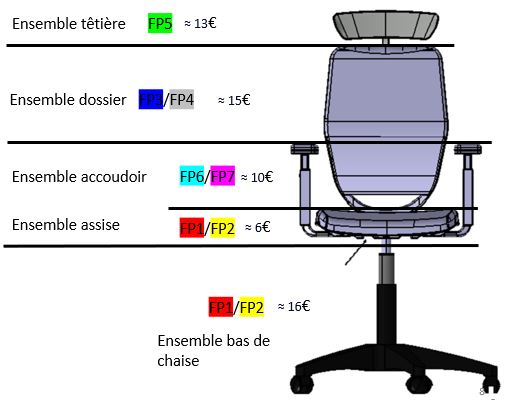 Ensemble têtière FP5 ≈ 13€
Ensemble dossier FP3/FP4 ≈ 15€
Ensemble accoudoir FP6/FP7 ≈ 10€
Ensemble assise FP1/FP2 ≈ 6€
FP1/FP2 ≈ 16€
Ensemble bas de
chaise